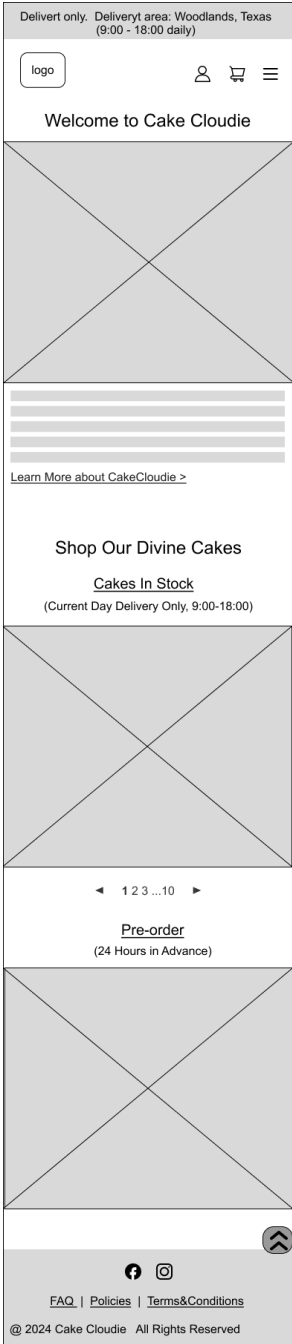 Delivert only.  Deliveryt area: Woodlands, Texas
(9:00 - 18:00 daily)
logo
Welcome to Cake Cloudie
Learn More about CakeCloudie >
Shop Our Divine Cakes
Cakes In Stock
(Current Day Delivery Only, 9:00-18:00)
1 2 3 ...10
Pre-order
(24 Hours in Advance)
FAQ | Policies | Terms&Conditions
@ 2024 Cake Cloudie   All Rights Reserved